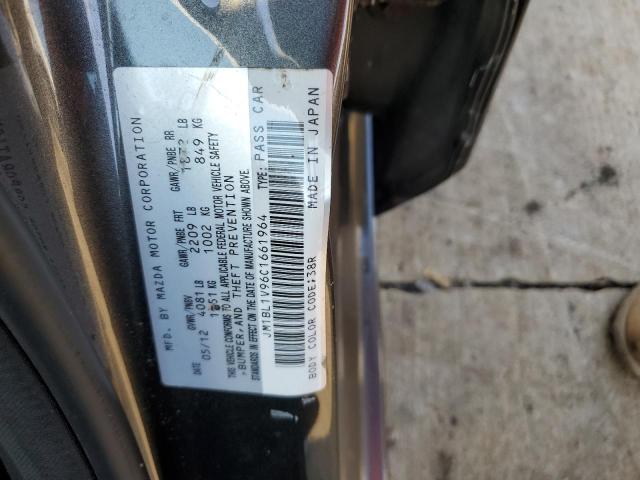 MFD. BY MAZDA MOTOR CORPORATION
DATE GVWR/PNBV GAWR/PNBE FRT GAWR/PNBE RR
05/12 4081 LB 2209 LB 1872 LB
1851 KG 1002 KG 849 KG
THIS VEHICLE CONFORMS TO ALL APPLICABLE FEDERAL MOTOR VEHICLE SAFETY
, BUMPER, AND THEFT PREVENTION
STANDARDS IN EFFECT ON THE DATE OF MANUFACTURE SHOWN ABOVE.
JM1BL1V96C1661964 TYPE: PASS CAR
BODY COLOR CODE:38R MADE IN JAPAN